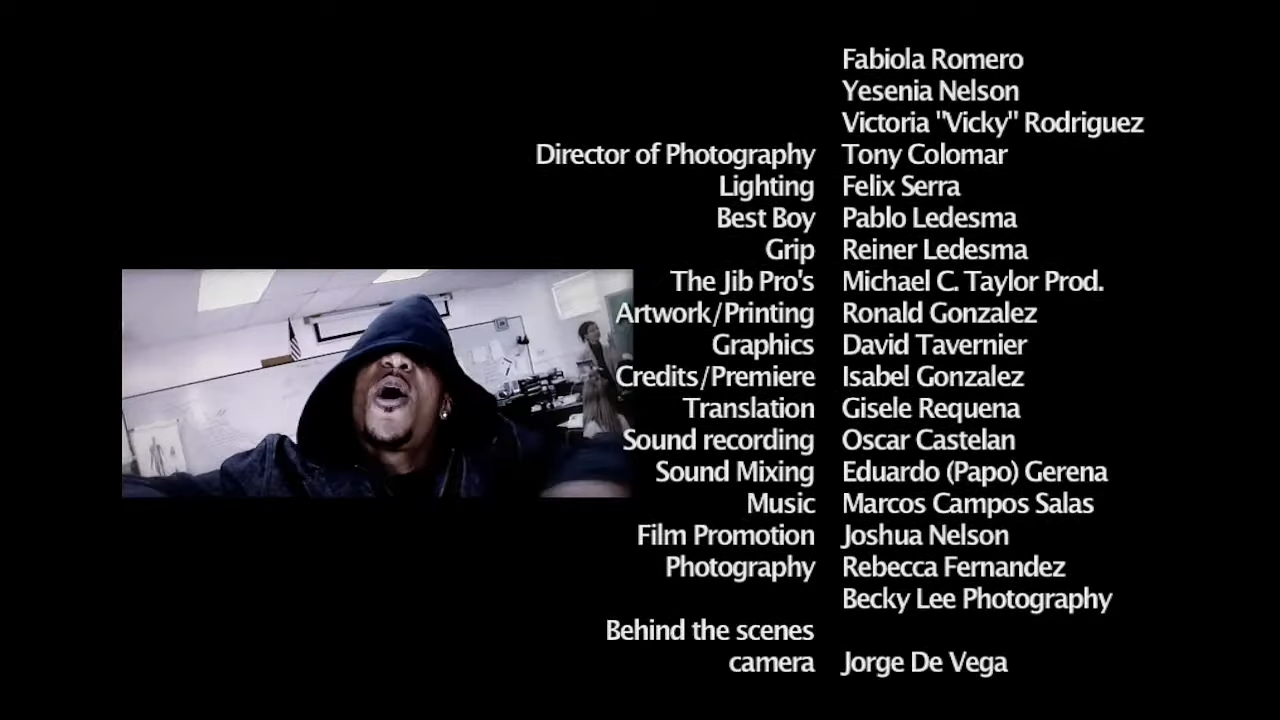 Fabiola Romero
Yesenia Nelson
Victoria "Vicky" Rodriguez
Director of Photography Tony Colomar
Lighting Felix Serra
Best Boy Pablo Ledesma
Grip Reiner Ledesma
The Jib Pro's Michael C. Taylor Prod.
Artwork/Printing Ronald Gonzalez
Graphics David Tavernier
Credits/Premiere Isabel Gonzalez
Translation Gisele Requena
Sound recording Oscar Castelan
Sound Mixing Eduardo (Papo) Gerena
Music Marcos Campos Salas
Film Promotion Joshua Nelson
Photography Rebecca Fernandez
Becky Lee Photography
Behind the scenes
camera Jorge De Vega